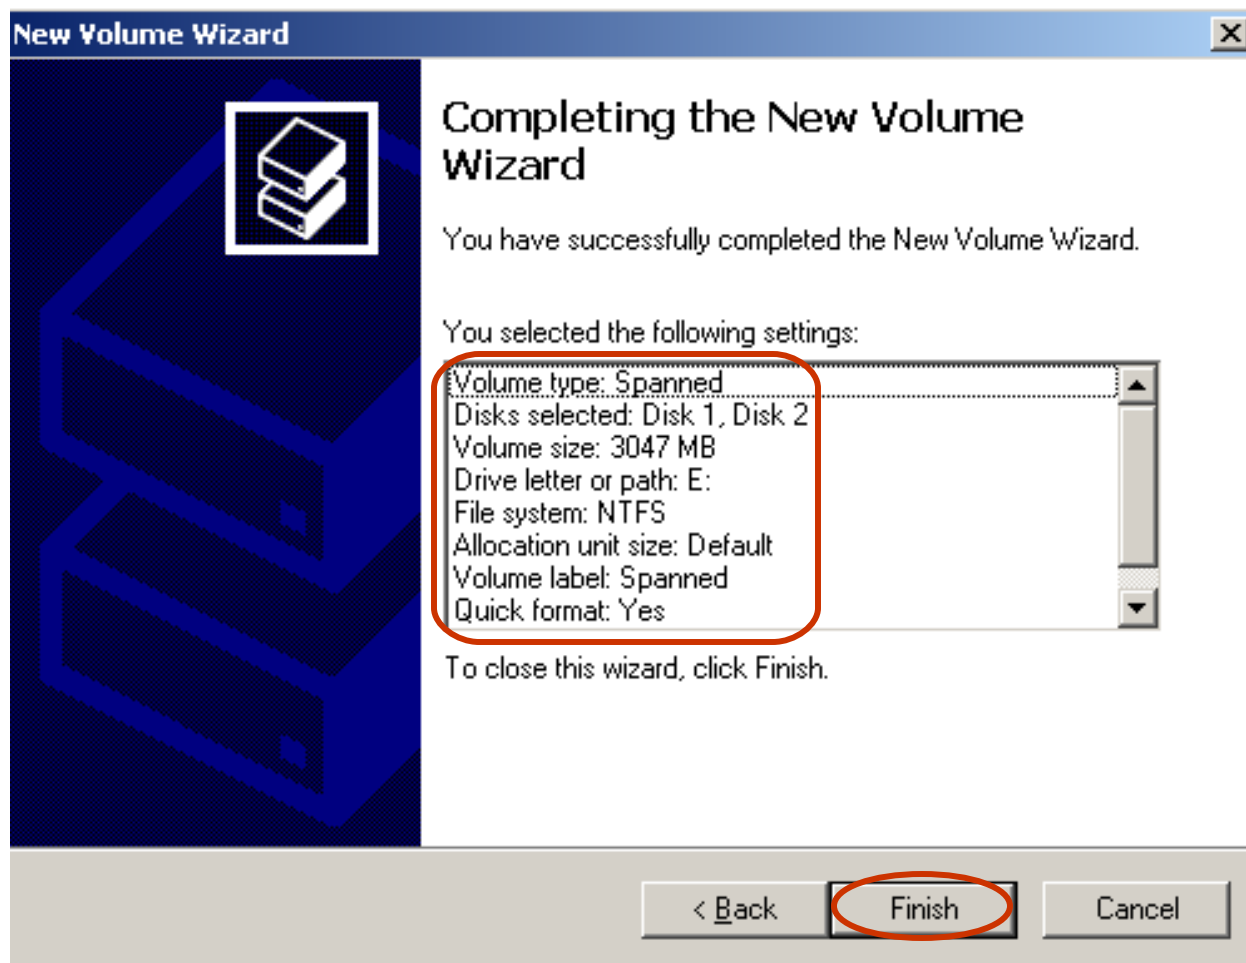 New Volume Wizard
Completing the New Volume
Wizard
You have successfully completed the New Volume Wizard.
You selected the following settings:
Volume type: Spanned
Disks selected: Disk 1, Disk 2
Volume size: 3047 MB
Drive letter or path: E:
File system: NTFS
Allocation unit size: Default
Volume label: Spanned
Quick format: Yes
To close this wizard, click Finish.
< Back
Finish
Cancel